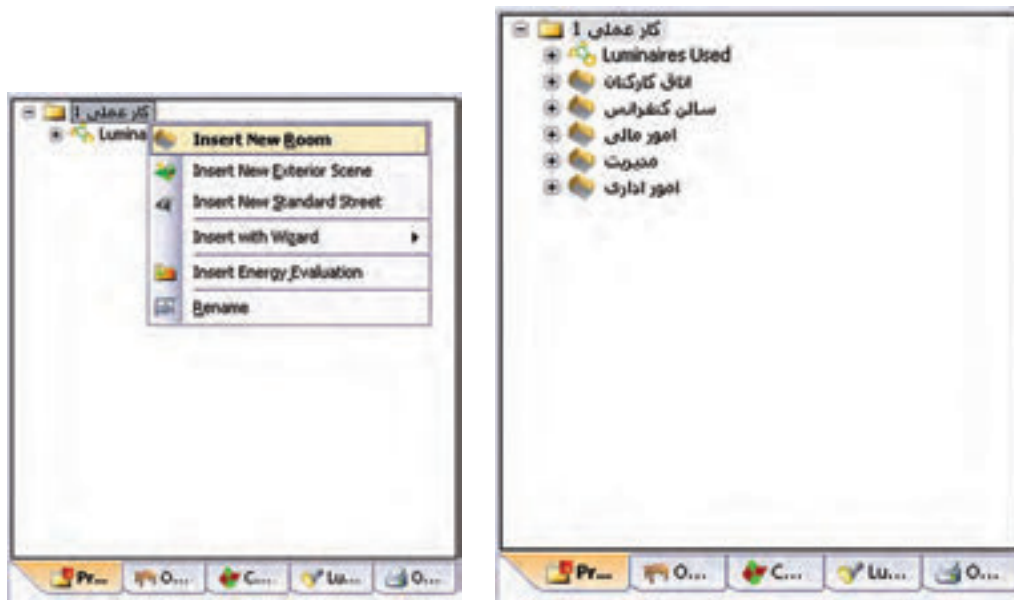 کار عملی 1
Lumina
Insert New Room
Insert New Exterior Scene
Insert New Standard Street
Insert with Wizard
Insert Energy Evaluation
Rename
Pr... O... C... Lu... O...
کار عملی 1
Luminaires Used
اتاق کارکنان
سالن کنفرانس
امور مالی
مدیریت
امور اداری
Pr... O... C... Lu... O...